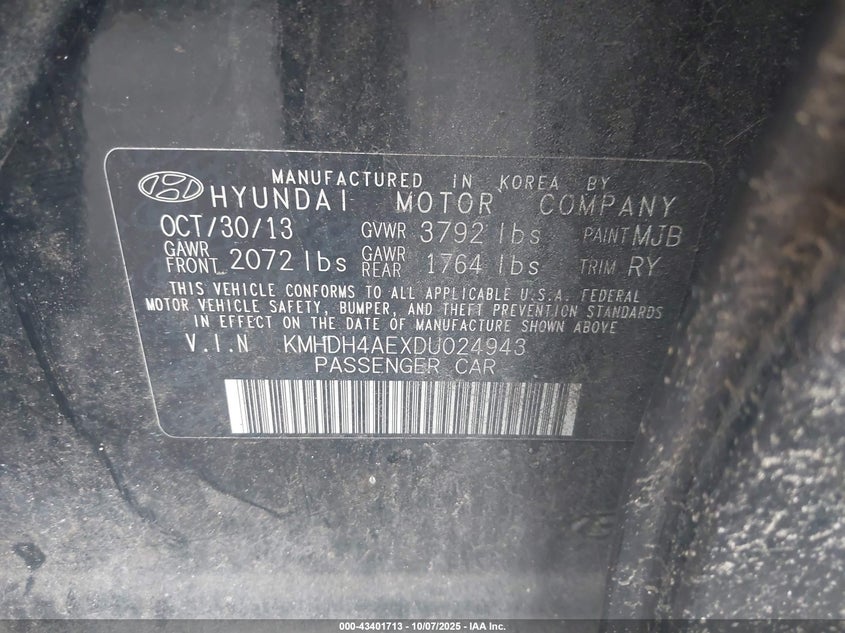 MANUFACTURED IN KOREA BY
HYUNDAI MOTOR COMPANY
OCT/30/13 GVWR 3792 lbs PAINT MJB
GAWR FRONT 2072 lbs GAWR REAR 1764 lbs TRIM RY
THIS VEHICLE CONFORMS TO ALL APPLICABLE U.S.A. FEDERAL
MOTOR VEHICLE SAFETY, BUMPER, AND THEFT PREVENTION STANDARDS
IN EFFECT ON THE DATE OF MANUFACTURE SHOWN ABOVE
V.I.N KMHDH4AEXDU024943
PASSENGER CAR
000-43401713 - 10/07/2025 - IAA Inc.